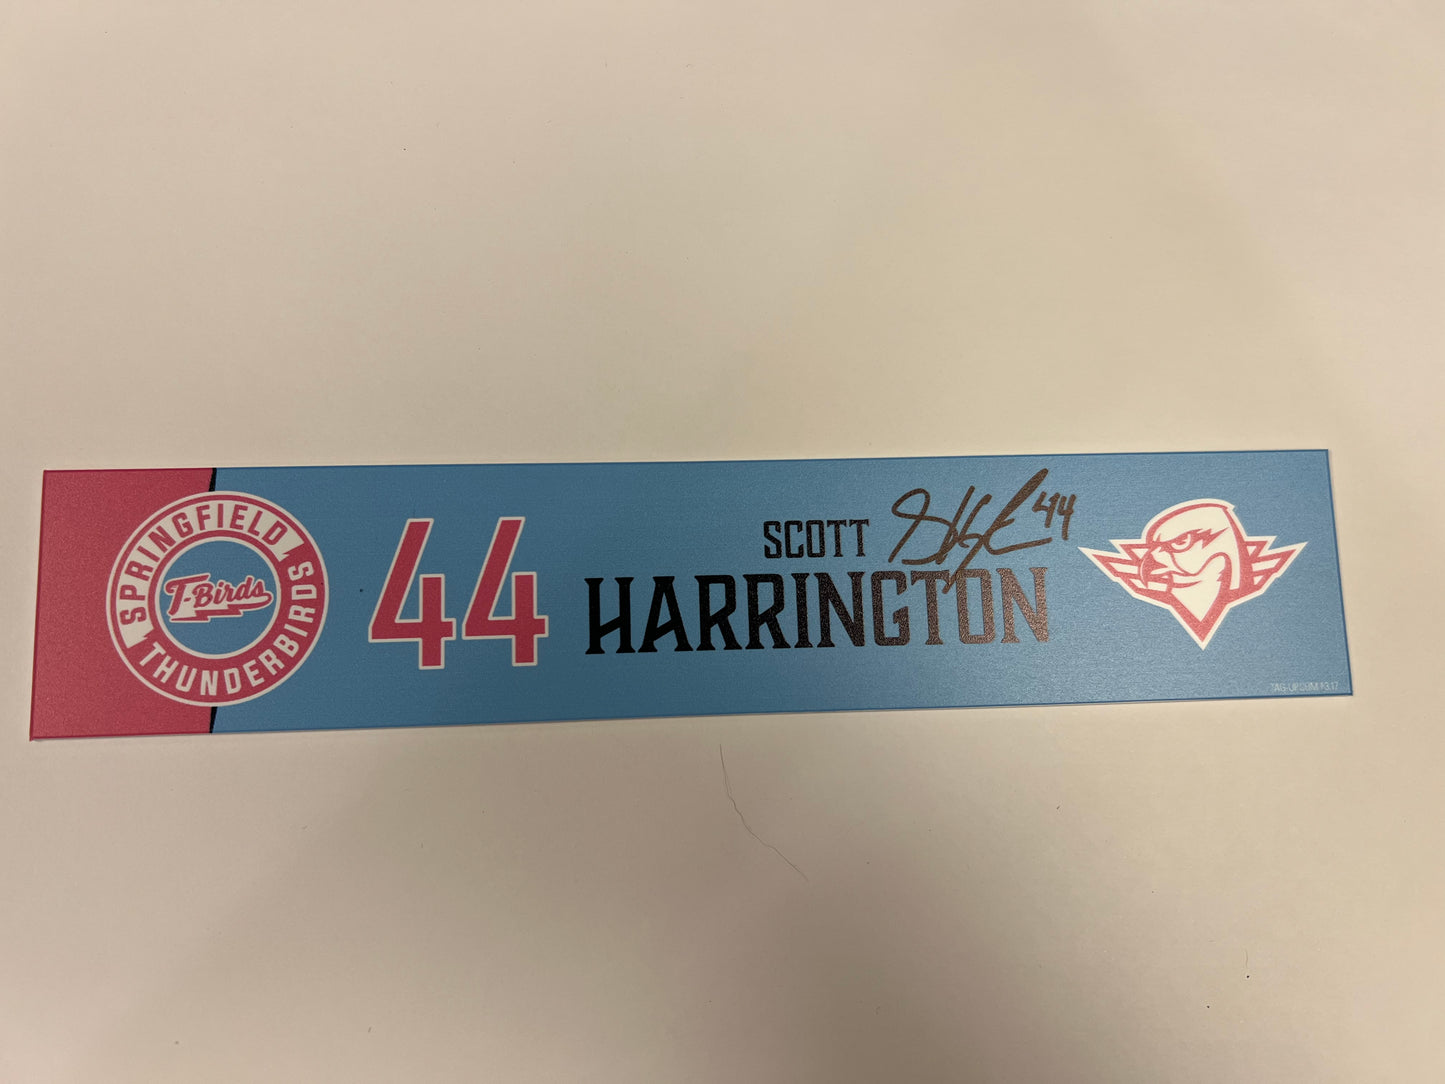 SPRINGFIELD
T-Birds
THUNDERBIRDS
44
SCOTT
HARRINGTON
44